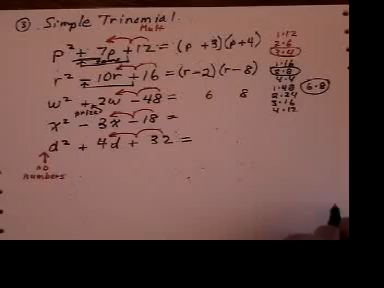 ③ Simple Trinomial.
Mult
p² + 7p + 12 = (p + 3)(p + 4)
r² - 10r + 16 = (r - 2)(r - 8)
w² + 2w - 48 = 6 8
x² - 3x - 18 =
d² + 4d + 32 =
no
numbers
1·12
2·6
3·4
1·16
2·8
4·4
1·48
2·24
3·16
4·12
6·8